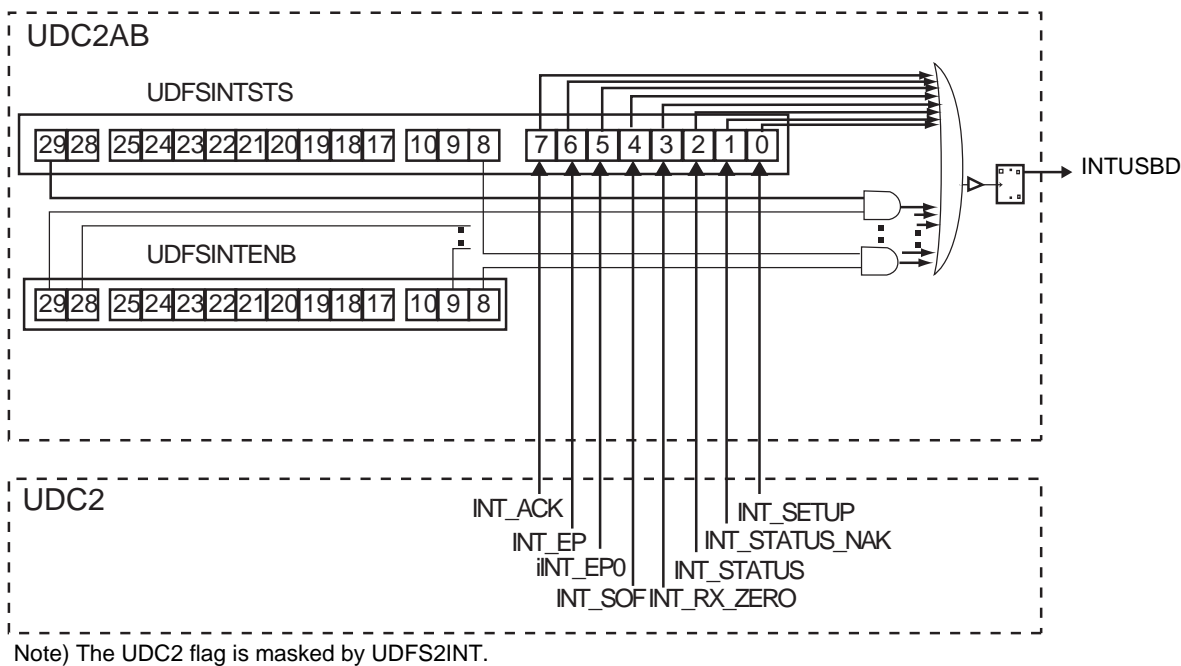 UDC2AB
UDFSINTSTS
29 28 25 24 23 22 21 20 19 18 17 10 9 8 7 6 5 4 3 2 1 0
INTUSBD
UDFSINTENB
29 28 25 24 23 22 21 20 19 18 17 10 9 8
UDC2
INT_ACK
INT_SETUP
INT_EP
INT_STATUS_NAK
iINT_EP0
INT_STATUS
INT_SOF
INT_RX_ZERO
Note) The UDC2 flag is masked by UDFS2INT.